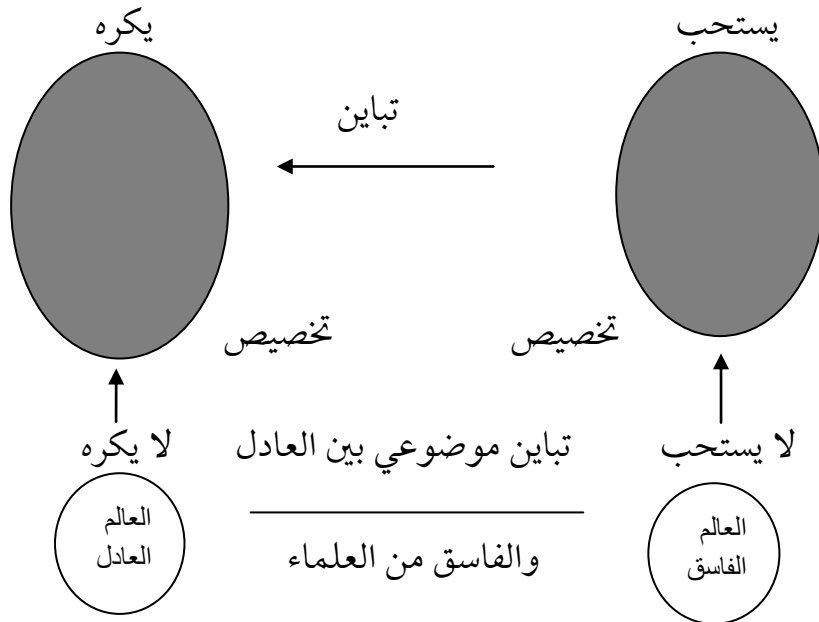 يستحب
يكره
تباين
تخصيص
تخصيص
لا يستحب
تباين موضوعي بين العادل
لا يكره
العالم
الفاسق
والفاسق من العلماء
العالم
العادل